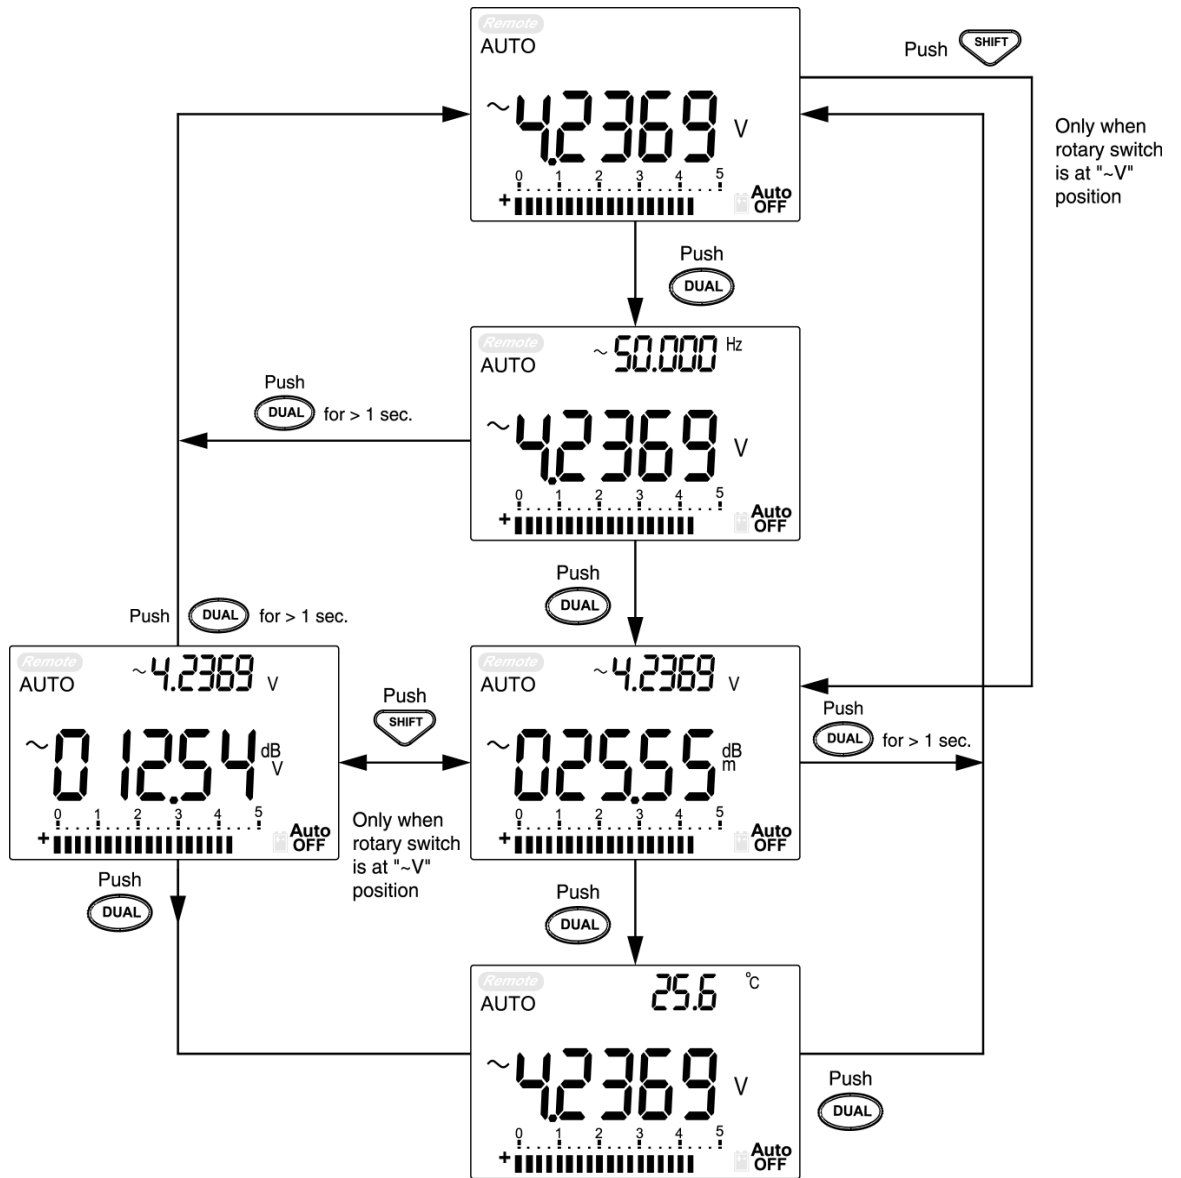 Remote
AUTO
~4.2369 V
0 1 2 3 4 5
+
Auto
OFF
Push SHIFT
Only when
rotary switch
is at "~V"
position
Push
DUAL
Remote
AUTO
~50.000 Hz
~4.2369 V
0 1 2 3 4 5
+
Auto
OFF
Push
DUAL for > 1 sec.
Push
DUAL
Push DUAL for > 1 sec.
Remote
AUTO
~4.2369 V
~012.54 dB
V
0 1 2 3 4 5
+
Auto
OFF
Push
SHIFT
Only when
rotary switch
is at "~V"
position
Remote
AUTO
~4.2369 V
~025.55 dB
m
0 1 2 3 4 5
+
Auto
OFF
Push
DUAL for > 1 sec.
Push
DUAL
Push
DUAL
Remote
AUTO
25.6 °C
~4.2369 V
0 1 2 3 4 5
+
Auto
OFF
Push
DUAL